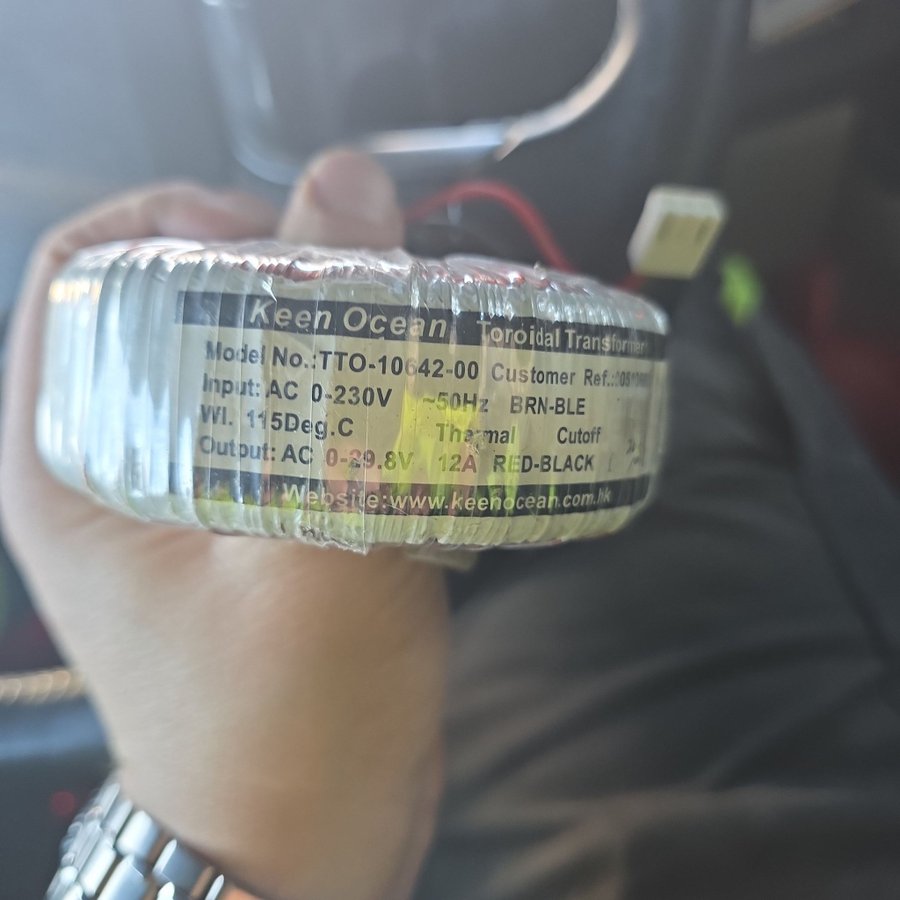 Keen Ocean Toroidal Transformer
Model No.:TTO-10642-00 Customer Ref.:
Input: AC 0-230V ~50Hz BRN-BLE
WI. 115Deg.C Thermal Cutoff
Output: AC 0-29.8V 12A RED-BLACK
Website:www.keenocean.com.hk